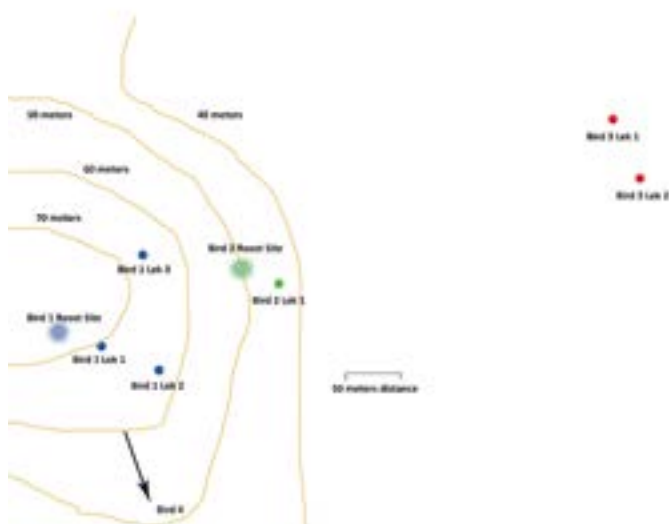 50 meters
40 meters
Bird 3 Lek 1
60 meters
Bird 3 Lek 2
70 meters
Bird 2 Roost Site
Bird 1 Lek 3
Bird 2 Lek 1
Bird 1 Roost Site
Bird 1 Lek 1
Bird 1 Lek 2
50 meters distance